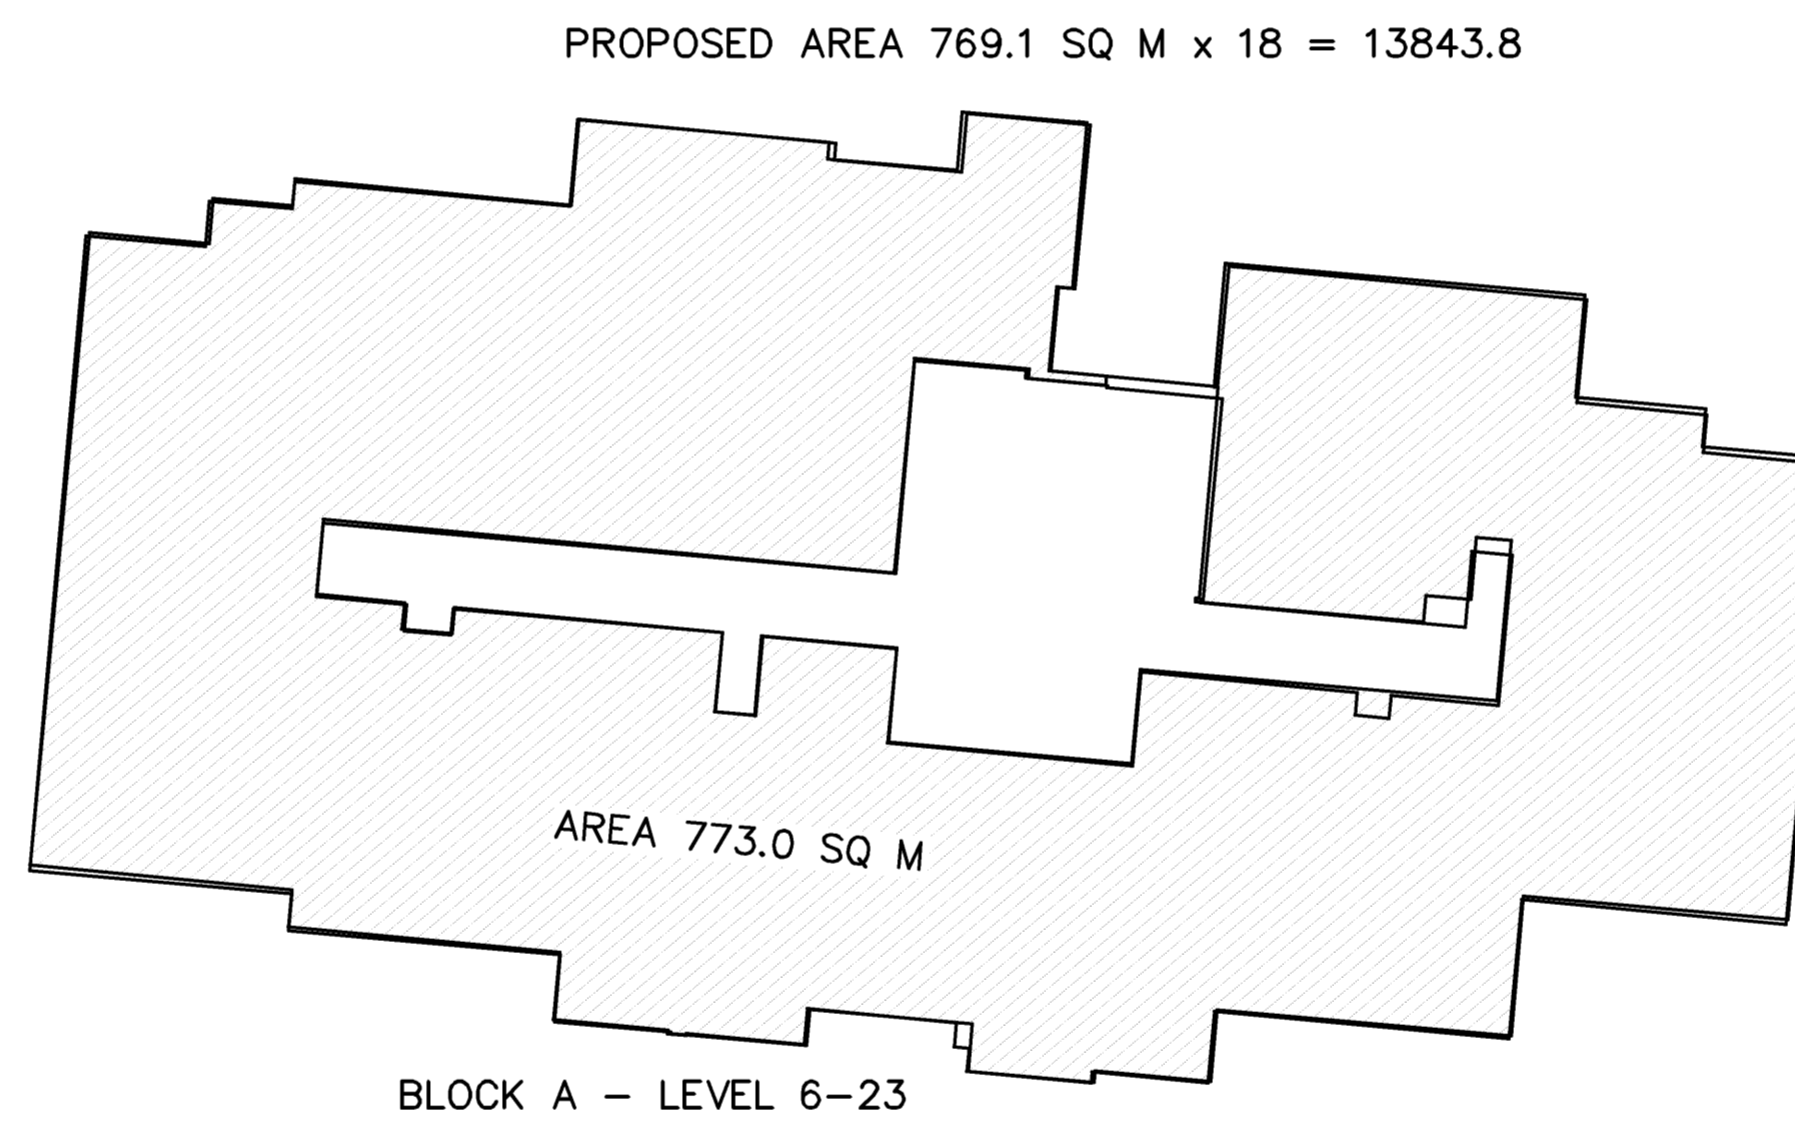 PROPOSED AREA 769.1 SQ M x 18 = 13843.8
AREA 773.0 SQ M
BLOCK A – LEVEL 6–23